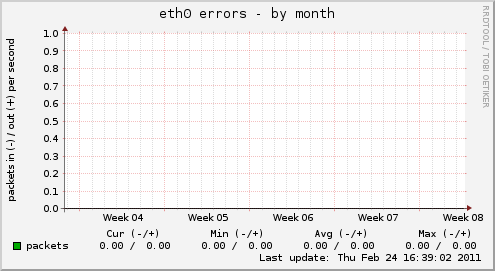 eth0 errors - by month
RRDTOOL / TOBI OETIKER
packets in (-) / out (+) per second
1.0
0.9
0.8
0.7
0.6
0.5
0.4
0.3
0.2
0.1
0.0
Week 04 Week 05 Week 06 Week 07 Week 08
Cur (-/+) Min (-/+) Avg (-/+) Max (-/+)
packets 0.00 / 0.00 0.00 / 0.00 0.00 / 0.00 0.00 / 0.00
Last update: Thu Feb 24 16:39:02 2011